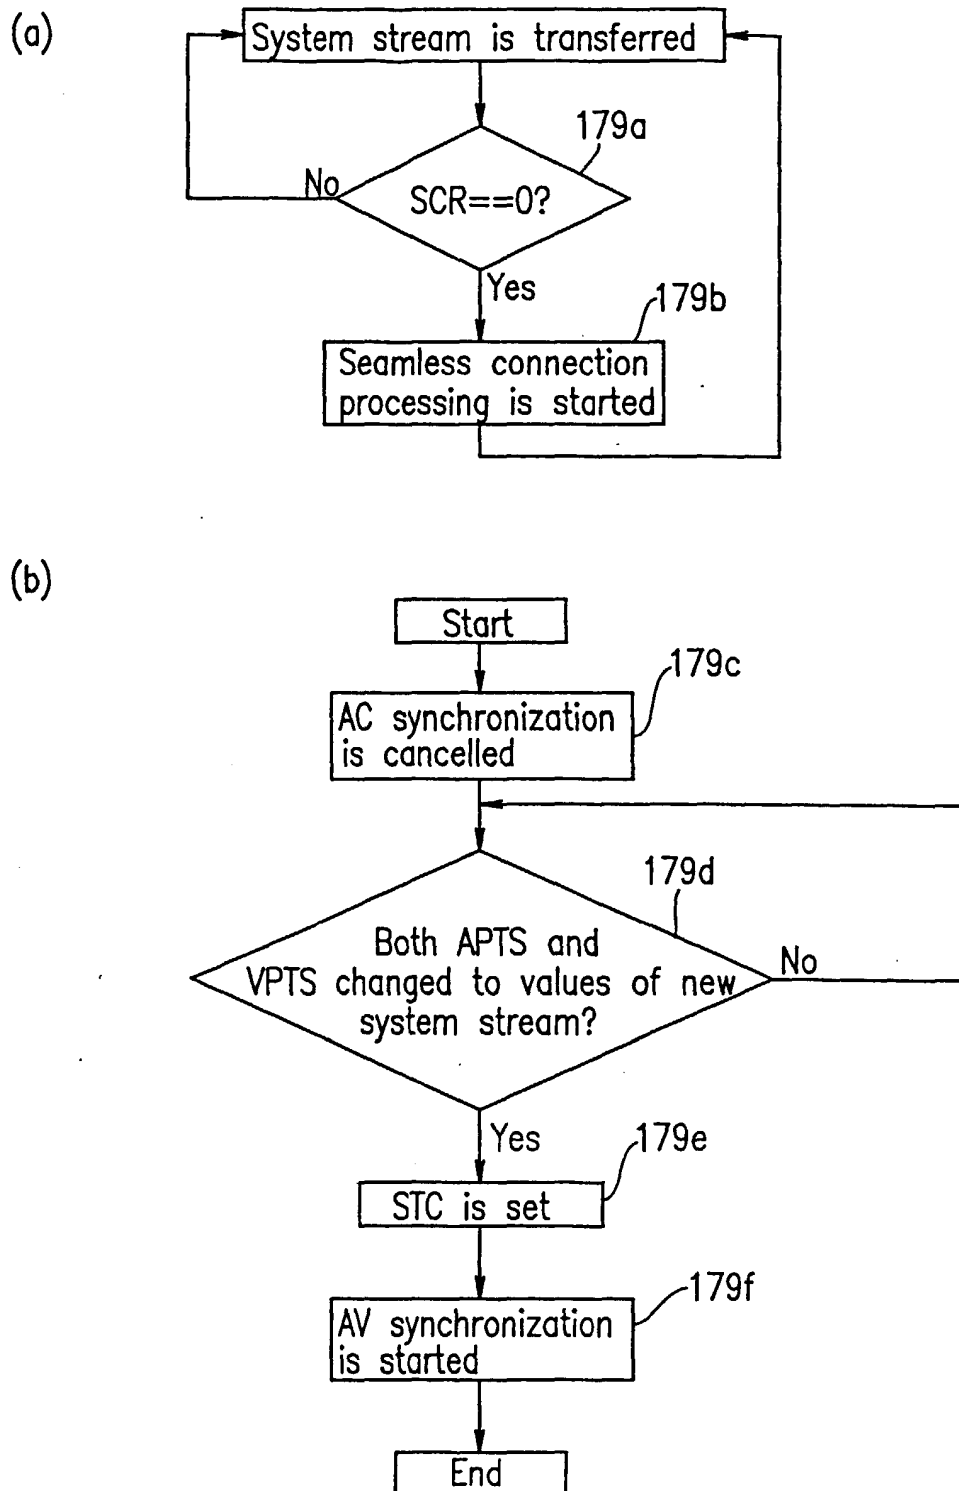 (a)
System stream is transferred
179a
No
SCR==0?
Yes
179b
Seamless connection
processing is started
(b)
Start
179c
AC synchronization
is cancelled
179d
Both APTS and
VPTS changed to values of new
system stream?
No
Yes
179e
STC is set
179f
AV synchronization
is started
End